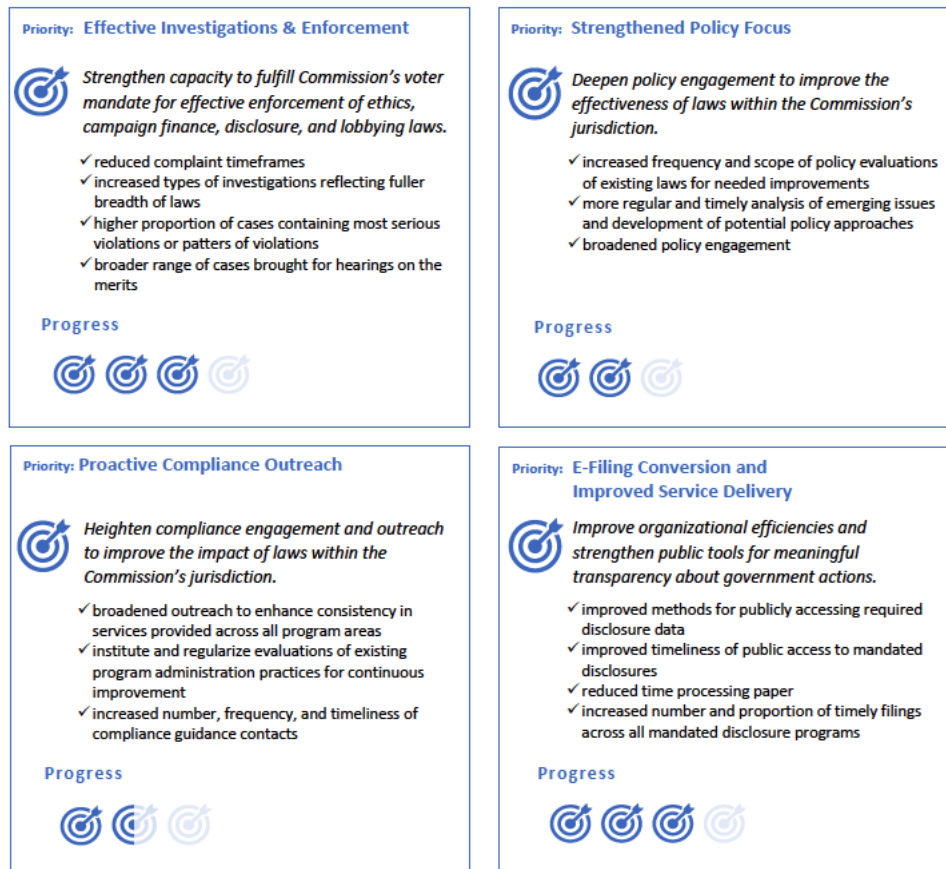 Priority: Effective Investigations & Enforcement
Strengthen capacity to fulfill Commission's voter
mandate for effective enforcement of ethics,
campaign finance, disclosure, and lobbying laws.
✓ reduced complaint timeframes
✓ increased types of investigations reflecting fuller
breadth of laws
✓ higher proportion of cases containing most serious
violations or patters of violations
✓ broader range of cases brought for hearings on the
merits
Progress
Priority: Strengthened Policy Focus
Deepen policy engagement to improve the
effectiveness of laws within the Commission's
jurisdiction.
✓ increased frequency and scope of policy evaluations
of existing laws for needed improvements
✓ more regular and timely analysis of emerging issues
and development of potential policy approaches
✓ broadened policy engagement
Progress
Priority: Proactive Compliance Outreach
Heighten compliance engagement and outreach
to improve the impact of laws within the
Commission's jurisdiction.
✓ broadened outreach to enhance consistency in
services provided across all program areas
✓ institute and regularize evaluations of existing
program administration practices for continuous
improvement
✓ increased number, frequency, and timeliness of
compliance guidance contacts
Progress
Priority: E-Filing Conversion and
Improved Service Delivery
Improve organizational efficiencies and
strengthen public tools for meaningful
transparency about government actions.
✓ improved methods for publicly accessing required
disclosure data
✓ improved timeliness of public access to mandated
disclosures
✓ reduced time processing paper
✓ increased number and proportion of timely filings
across all mandated disclosure programs
Progress